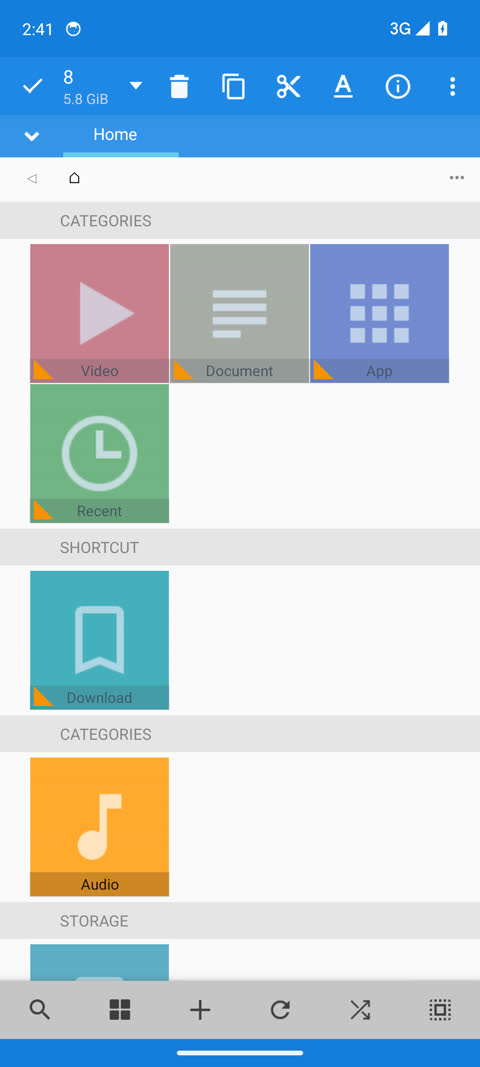 2:41
3G
8
5.8 GiB
A
Home
CATEGORIES
Video
Document
App
Recent
SHORTCUT
Download
CATEGORIES
Audio
STORAGE